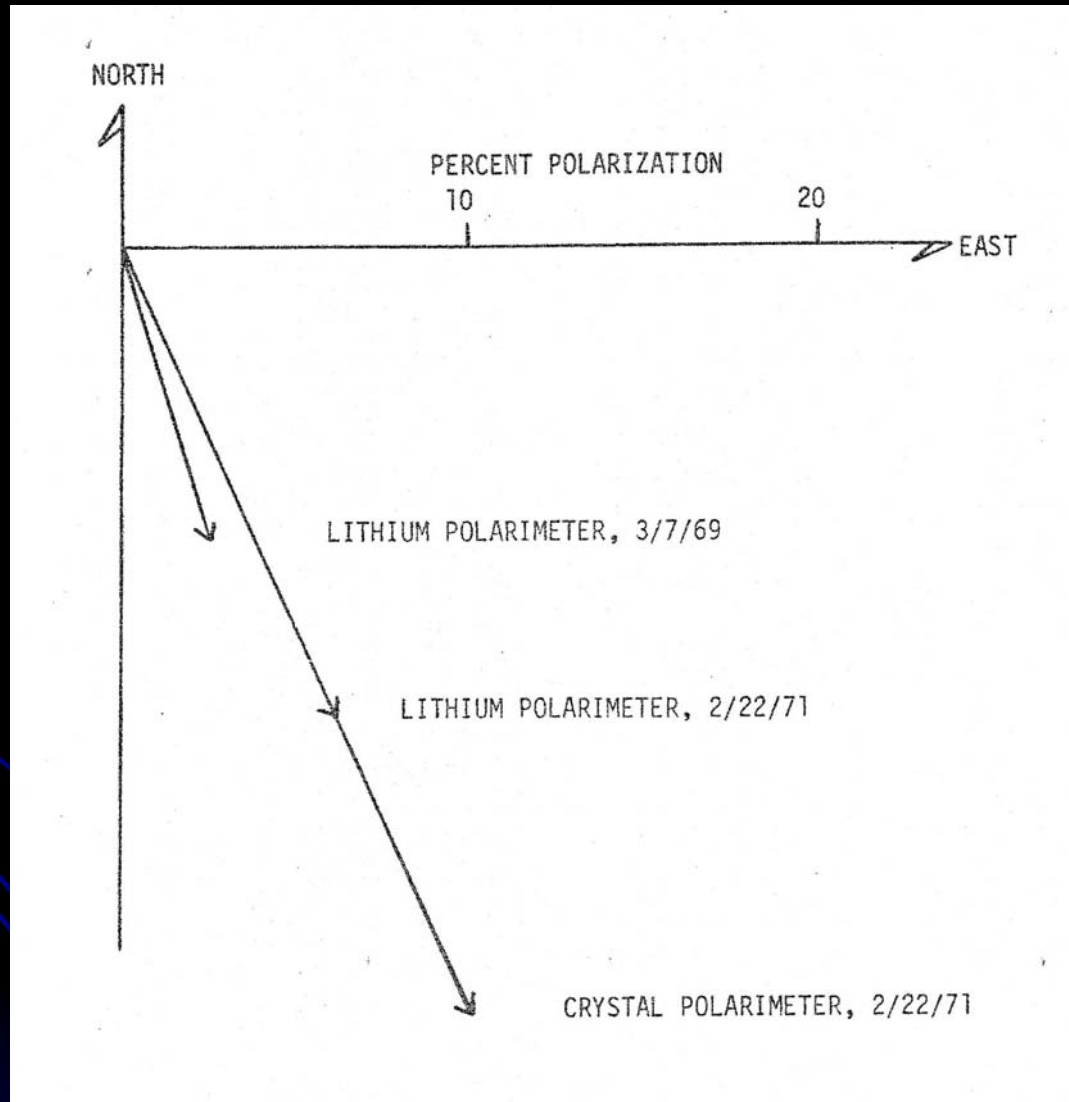 NORTH
PERCENT POLARIZATION
10 20
EAST
LITHIUM POLARIMETER, 3/7/69
LITHIUM POLARIMETER, 2/22/71
CRYSTAL POLARIMETER, 2/22/71